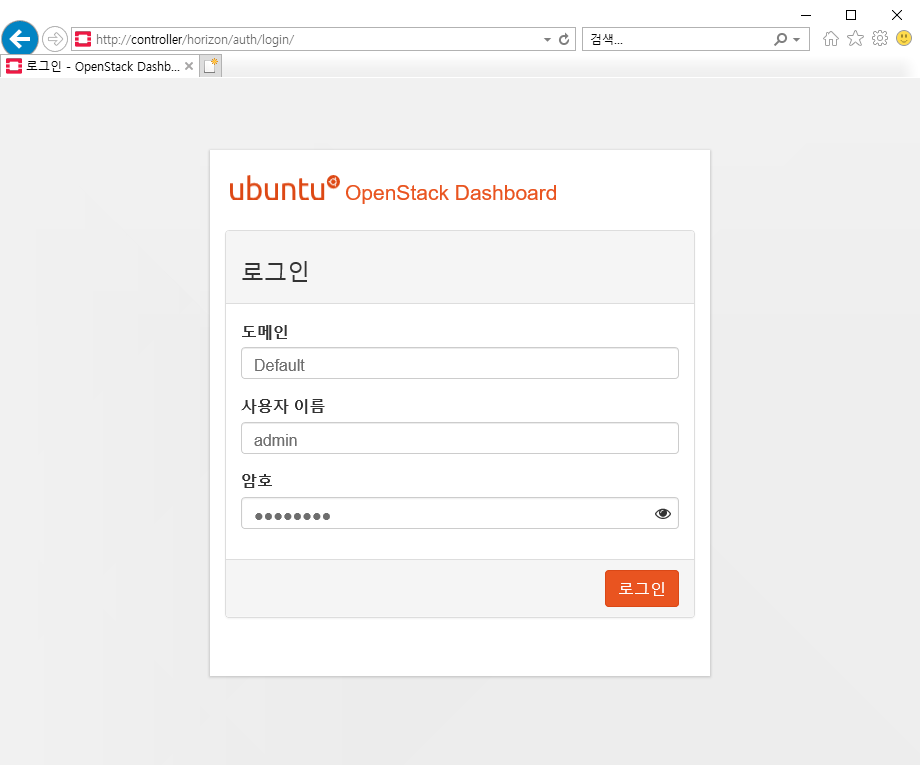 http://controller/horizon/auth/login/
검색...
로그인 - OpenStack Dashb...
ubuntu OpenStack Dashboard
로그인
도메인
Default
사용자 이름
admin
암호
●●●●●●●●
로그인